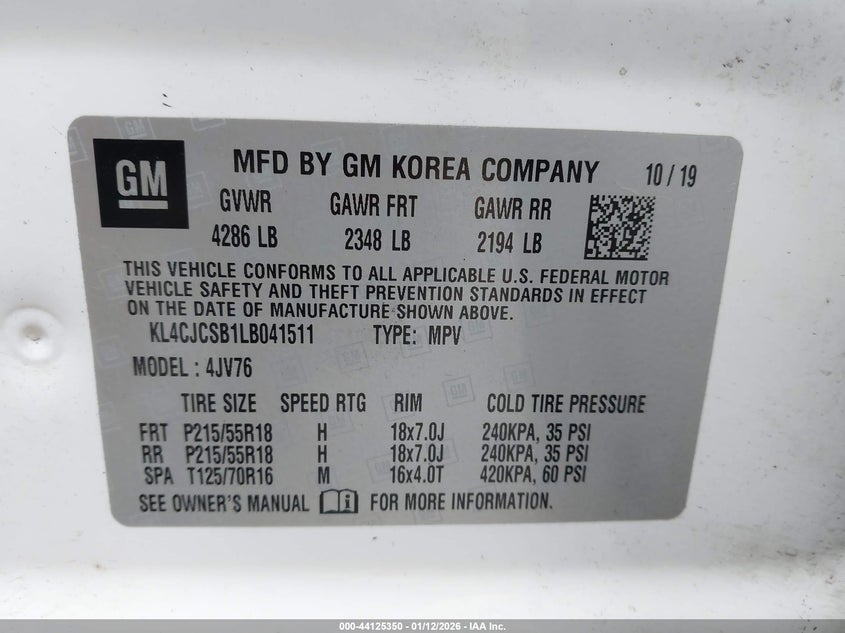 GM MFD BY GM KOREA COMPANY 10 / 19
GVWR GAWR FRT GAWR RR
4286 LB 2348 LB 2194 LB
THIS VEHICLE CONFORMS TO ALL APPLICABLE U.S. FEDERAL MOTOR
VEHICLE SAFETY AND THEFT PREVENTION STANDARDS IN EFFECT
ON THE DATE OF MANUFACTURE SHOWN ABOVE.
KL4CJCSB1LB041511 TYPE: MPV
MODEL : 4JV76
TIRE SIZE SPEED RTG RIM COLD TIRE PRESSURE
FRT P215/55R18 H 18x7.0J 240KPA, 35 PSI
RR P215/55R18 H 18x7.0J 240KPA, 35 PSI
SPA T125/70R16 M 16x4.0T 420KPA, 60 PSI
SEE OWNER'S MANUAL FOR MORE INFORMATION.
000-44125350 - 01/12/2026 - IAA Inc.